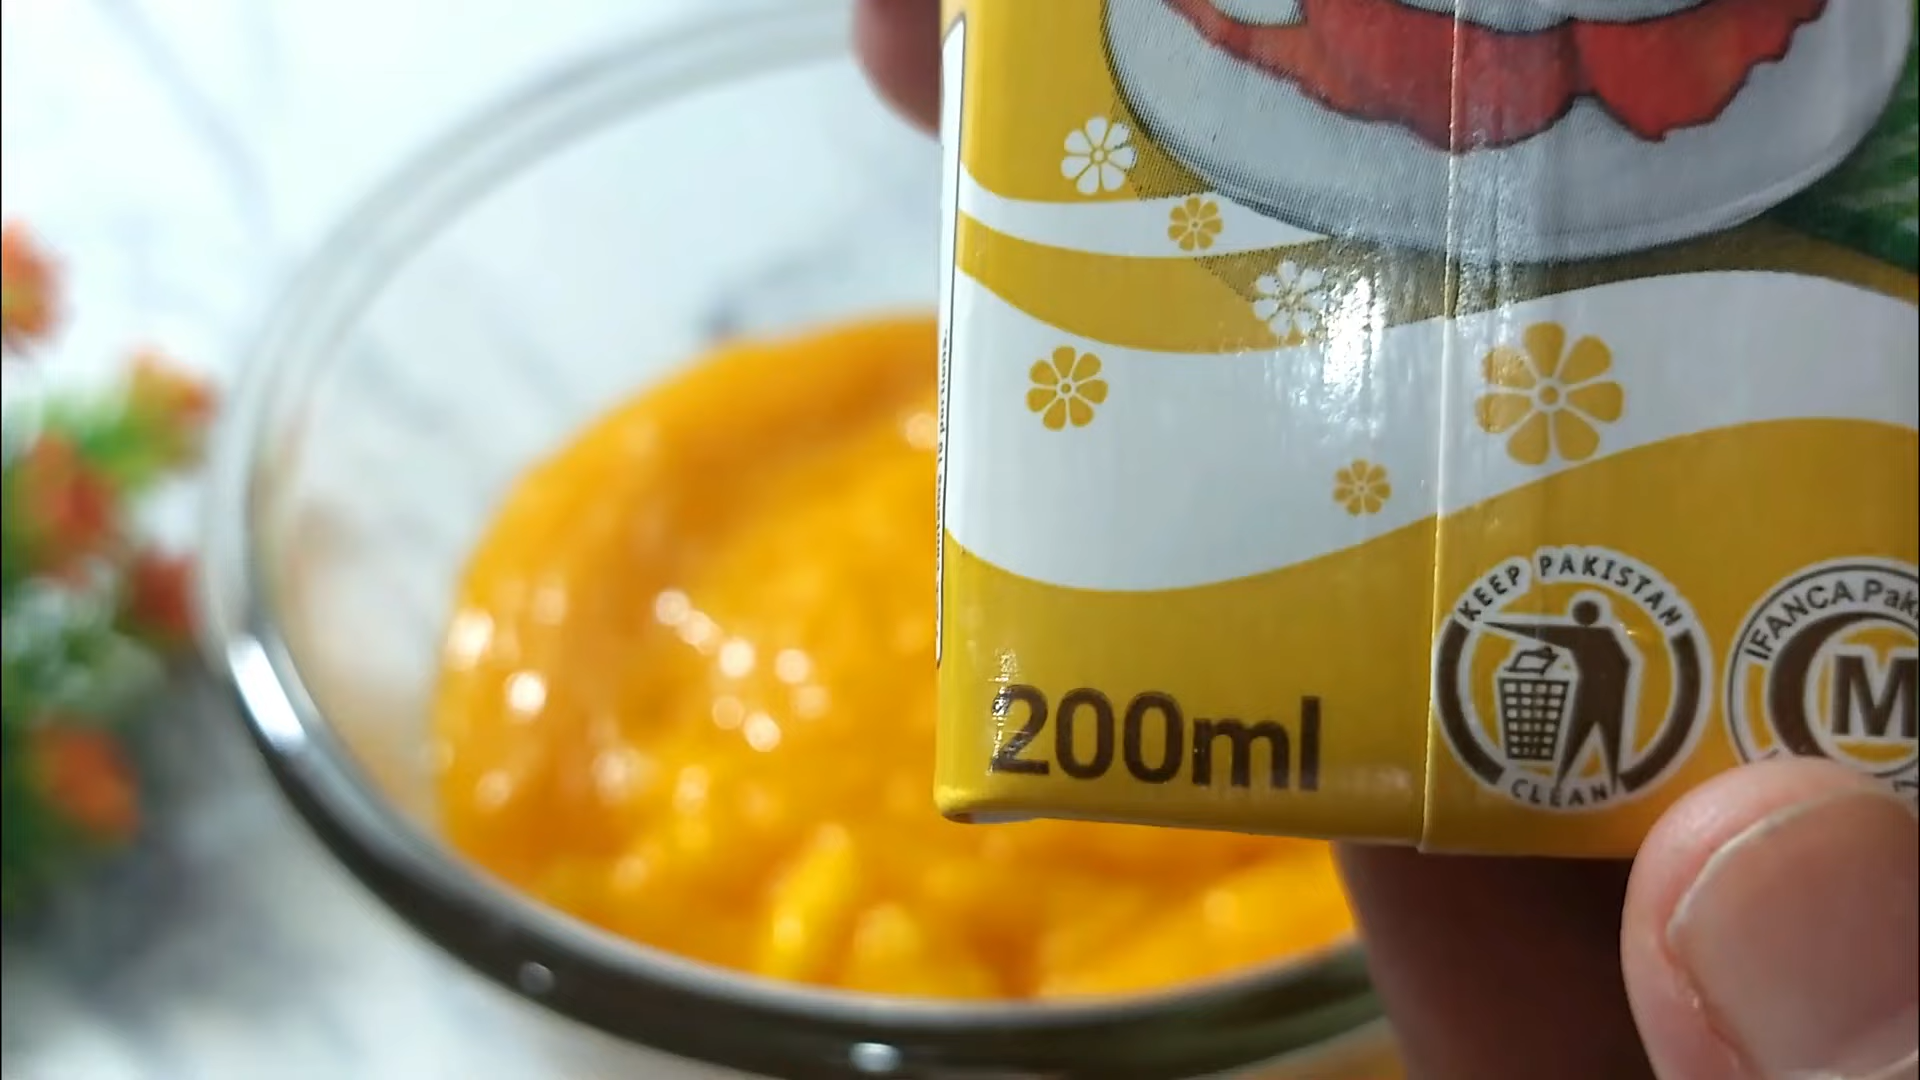 KEEP PAKISTAN
CLEAN
IFANCA Pak
M
200ml